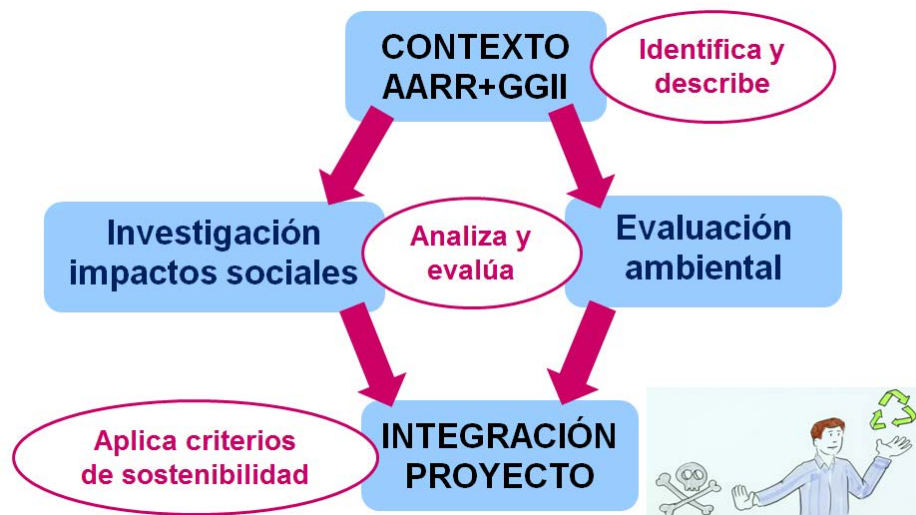 CONTEXTO
AARR+GGII
Identifica y
describe
Investigación
impactos sociales
Analiza y
evalúa
Evaluación
ambiental
Aplica criterios
de sostenibilidad
INTEGRACIÓN
PROYECTO